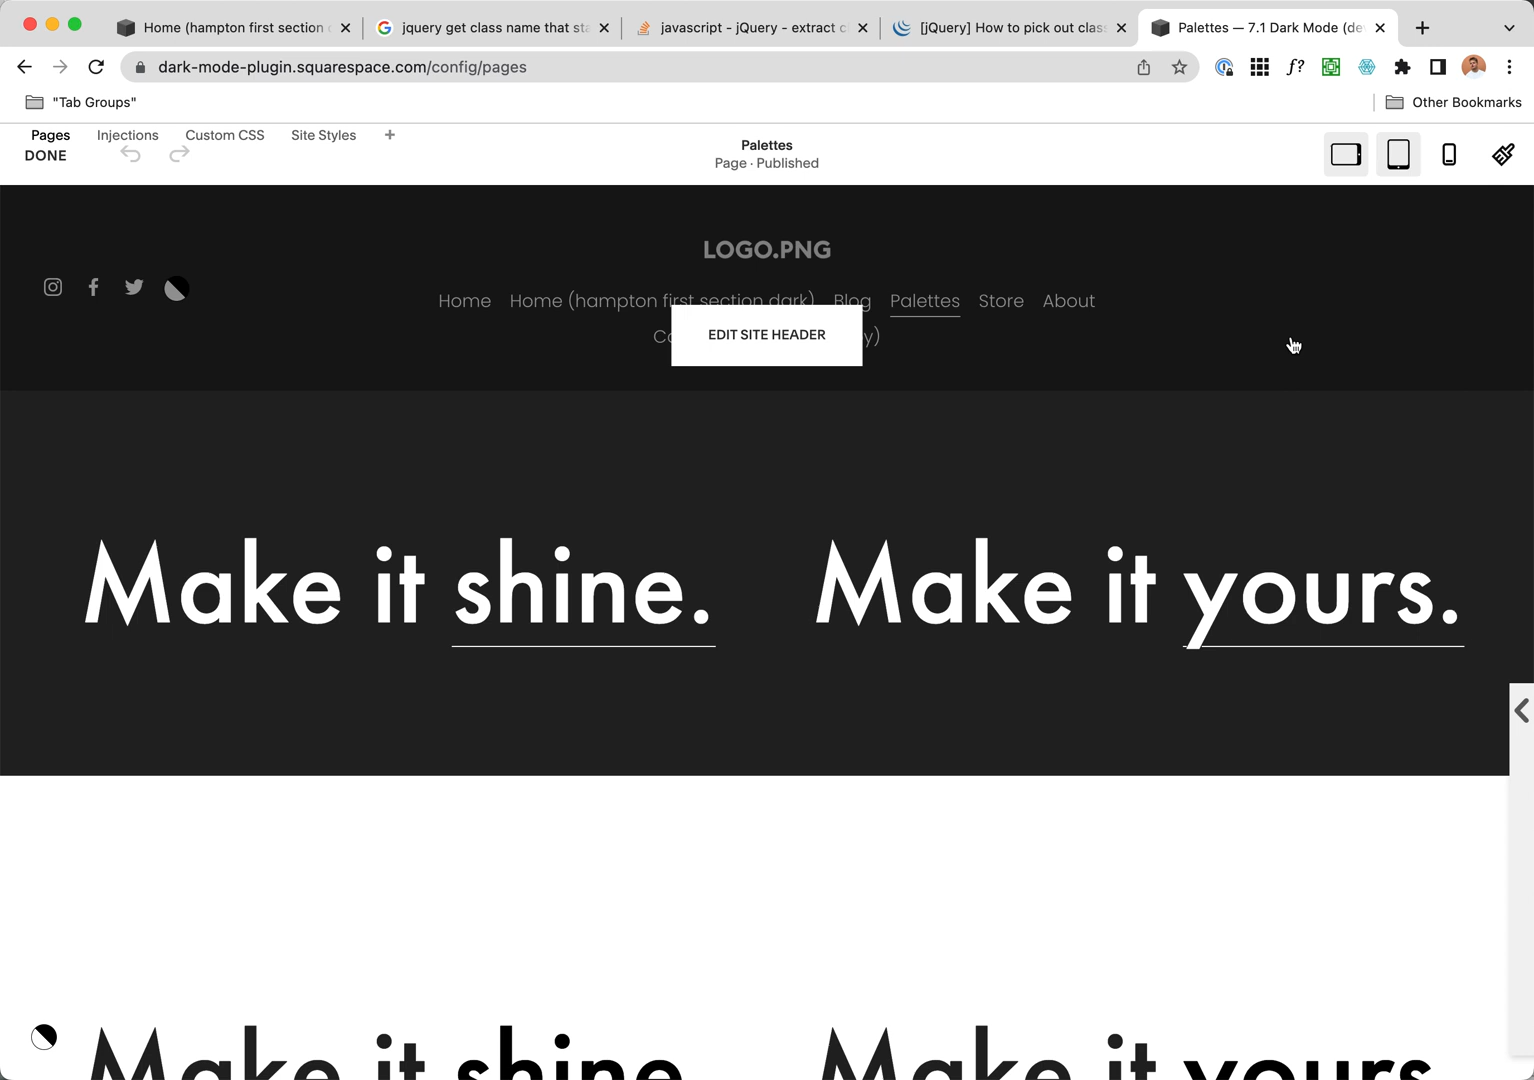 Home (hampton first section
jquery get class name that sta
javascript - jQuery - extract c
[jQuery] How to pick out class
Palettes — 7.1 Dark Mode (de
dark-mode-plugin.squarespace.com/config/pages
f?
"Tab Groups"
Other Bookmarks
Pages Injections Custom CSS Site Styles +
DONE
Palettes
Page · Published
LOGO.PNG
Home Home (hampton first section dark) Blog Palettes Store About
EDIT SITE HEADER
Make it shine.
Make it yours.
Make it shine
Make it yours